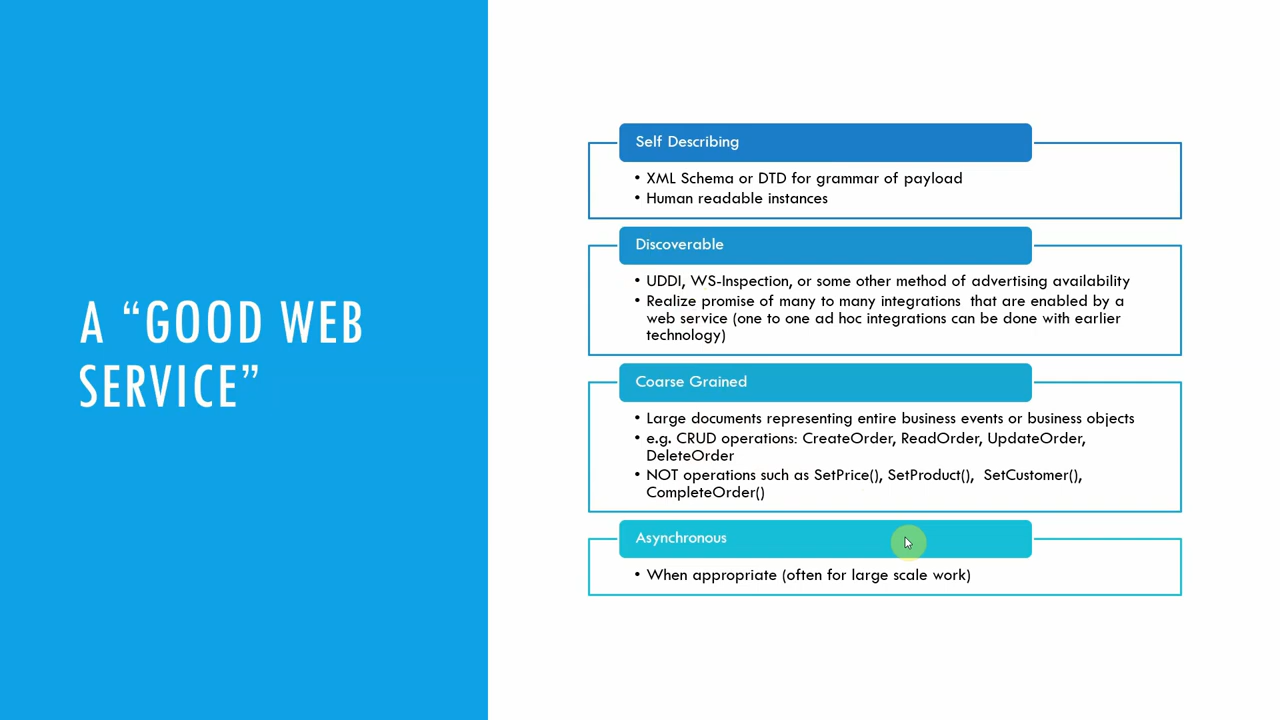 A “GOOD WEB
SERVICE”
Self Describing
• XML Schema or DTD for grammar of payload
• Human readable instances
Discoverable
• UDDI, WS-Inspection, or some other method of advertising availability
• Realize promise of many to many integrations that are enabled by a
web service (one to one ad hoc integrations can be done with earlier
technology)
Coarse Grained
• Large documents representing entire business events or business objects
• e.g. CRUD operations: CreateOrder, ReadOrder, UpdateOrder,
DeleteOrder
• NOT operations such as SetPrice(), SetProduct(), SetCustomer(),
CompleteOrder()
Asynchronous
• When appropriate (often for large scale work)